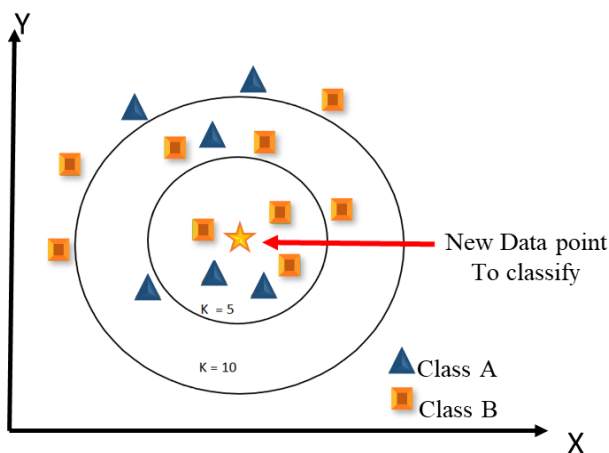 Y
New Data point
To classify
K = 5
K = 10
Class A
Class B
X